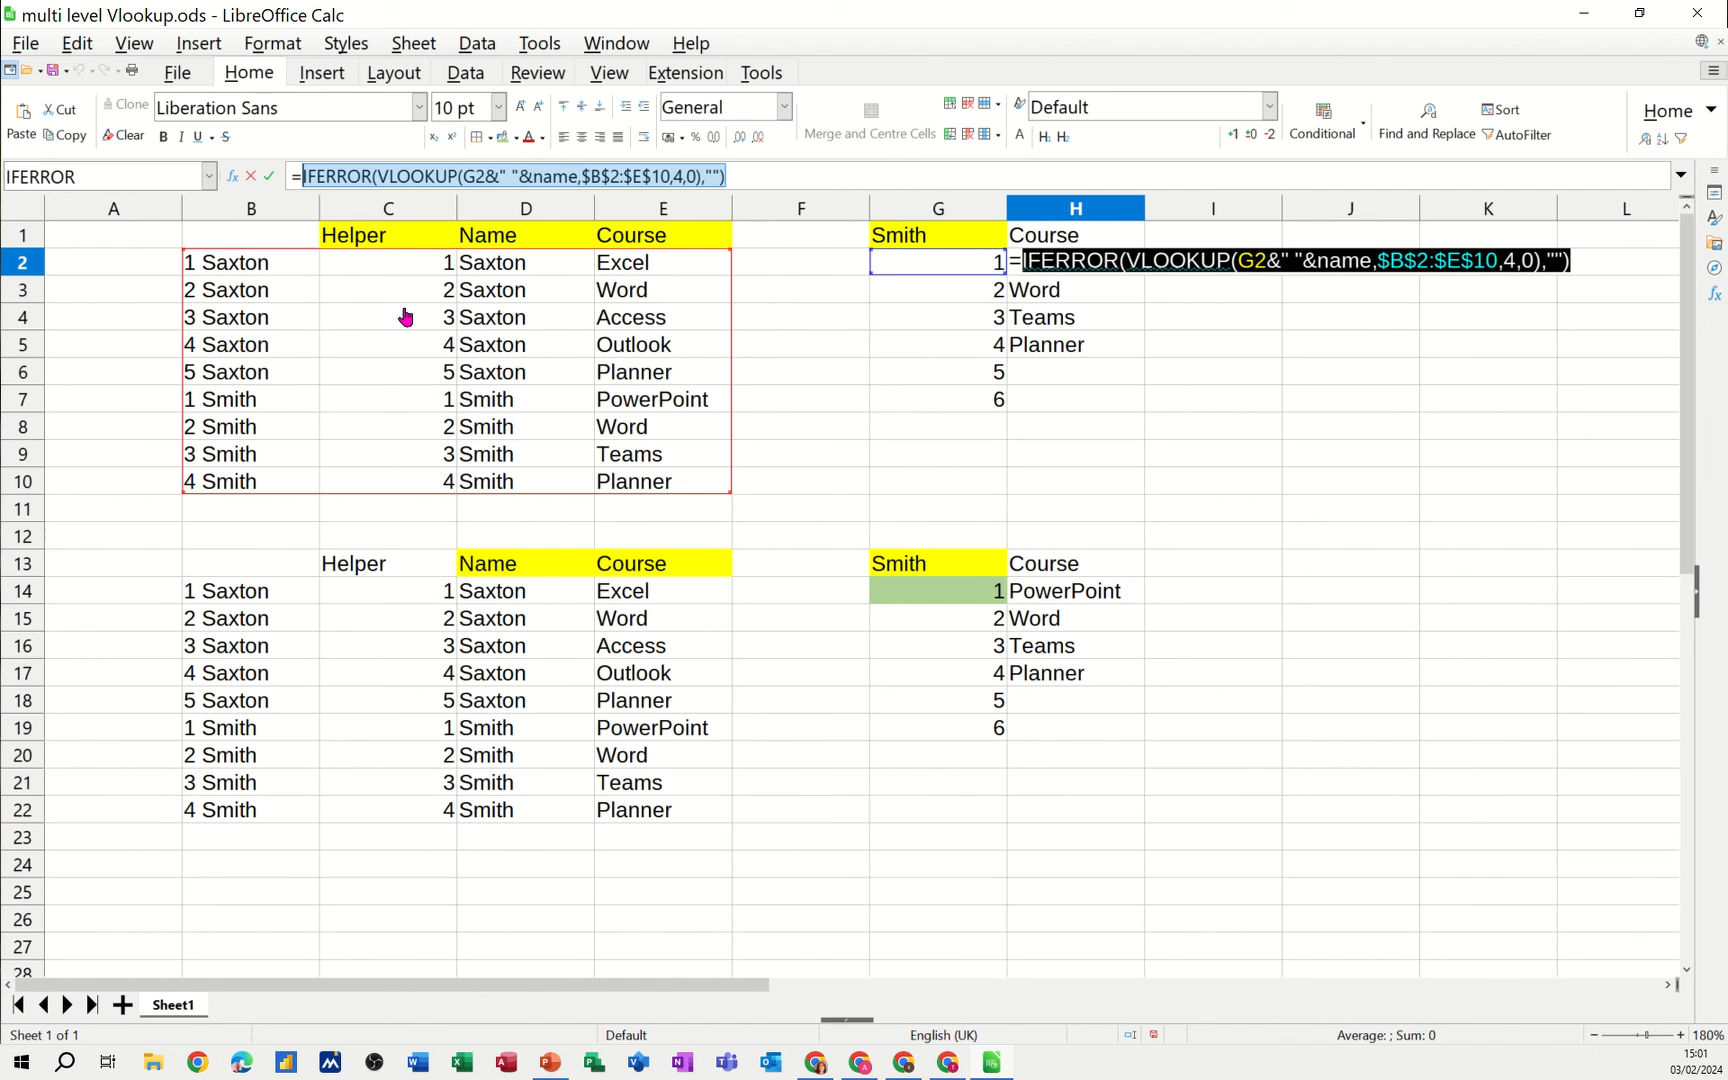 multi level Vlookup.ods - LibreOffice Calc
File Edit View Insert Format Styles Sheet Data Tools Window Help
File Home Insert Layout Data Review View Extension Tools
Cut Clone Liberation Sans 10 pt General Default Sort Home
Paste Copy Clear B I U S Merge and Centre Cells +1 ±0 -2 Conditional Find and Replace AutoFilter
IFERROR =IFERROR(VLOOKUP(G2&" "&name,$B$2:$E$10,4,0),"")
A B C D E F G H I J K L
1 Helper Name Course Smith Course
2 1 Saxton 1 Saxton Excel 1 =IFERROR(VLOOKUP(G2&" "&name,$B$2:$E$10,4,0),"")
3 2 Saxton 2 Saxton Word 2 Word
4 3 Saxton 3 Saxton Access 3 Teams
5 4 Saxton 4 Saxton Outlook 4 Planner
6 5 Saxton 5 Saxton Planner 5
7 1 Smith 1 Smith PowerPoint 6
8 2 Smith 2 Smith Word
9 3 Smith 3 Smith Teams
10 4 Smith 4 Smith Planner
11
12
13 Helper Name Course Smith Course
14 1 Saxton 1 Saxton Excel 1 PowerPoint
15 2 Saxton 2 Saxton Word 2 Word
16 3 Saxton 3 Saxton Access 3 Teams
17 4 Saxton 4 Saxton Outlook 4 Planner
18 5 Saxton 5 Saxton Planner 5
19 1 Smith 1 Smith PowerPoint 6
20 2 Smith 2 Smith Word
21 3 Smith 3 Smith Teams
22 4 Smith 4 Smith Planner
23
24
25
26
27
28
Sheet1
Sheet 1 of 1 Default English (UK) Average: ; Sum: 0 180%
15:01
03/02/2024